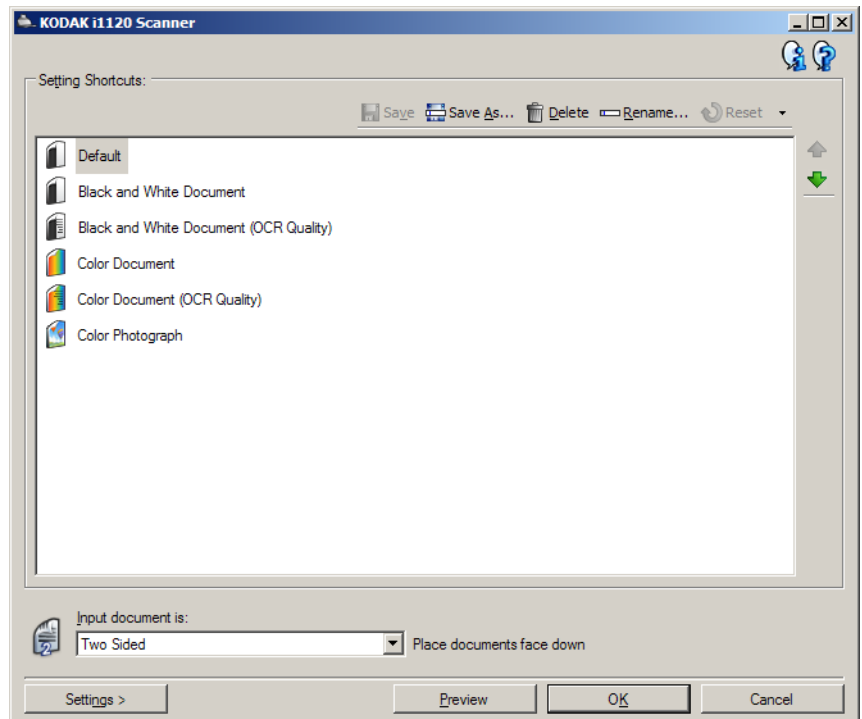 KODAK i1120 Scanner
Setting Shortcuts:
Save Save As... Delete Rename... Reset
Default
Black and White Document
Black and White Document (OCR Quality)
Color Document
Color Document (OCR Quality)
Color Photograph
Input document is:
2 Two Sided Place documents face down
Settings > Preview OK Cancel